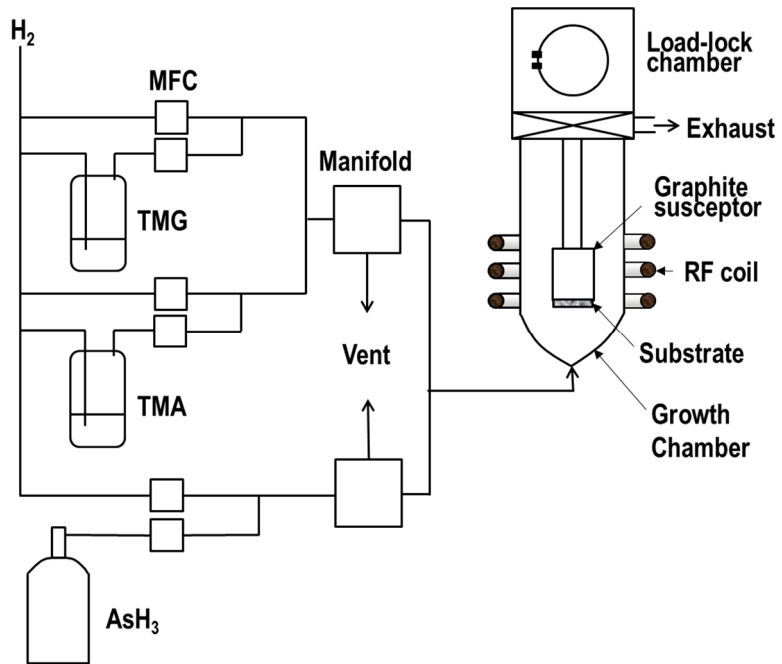 H₂
MFC
TMG
Manifold
TMA
Vent
AsH₃
Load-lock
chamber
Exhaust
Graphite
susceptor
RF coil
Substrate
Growth
Chamber